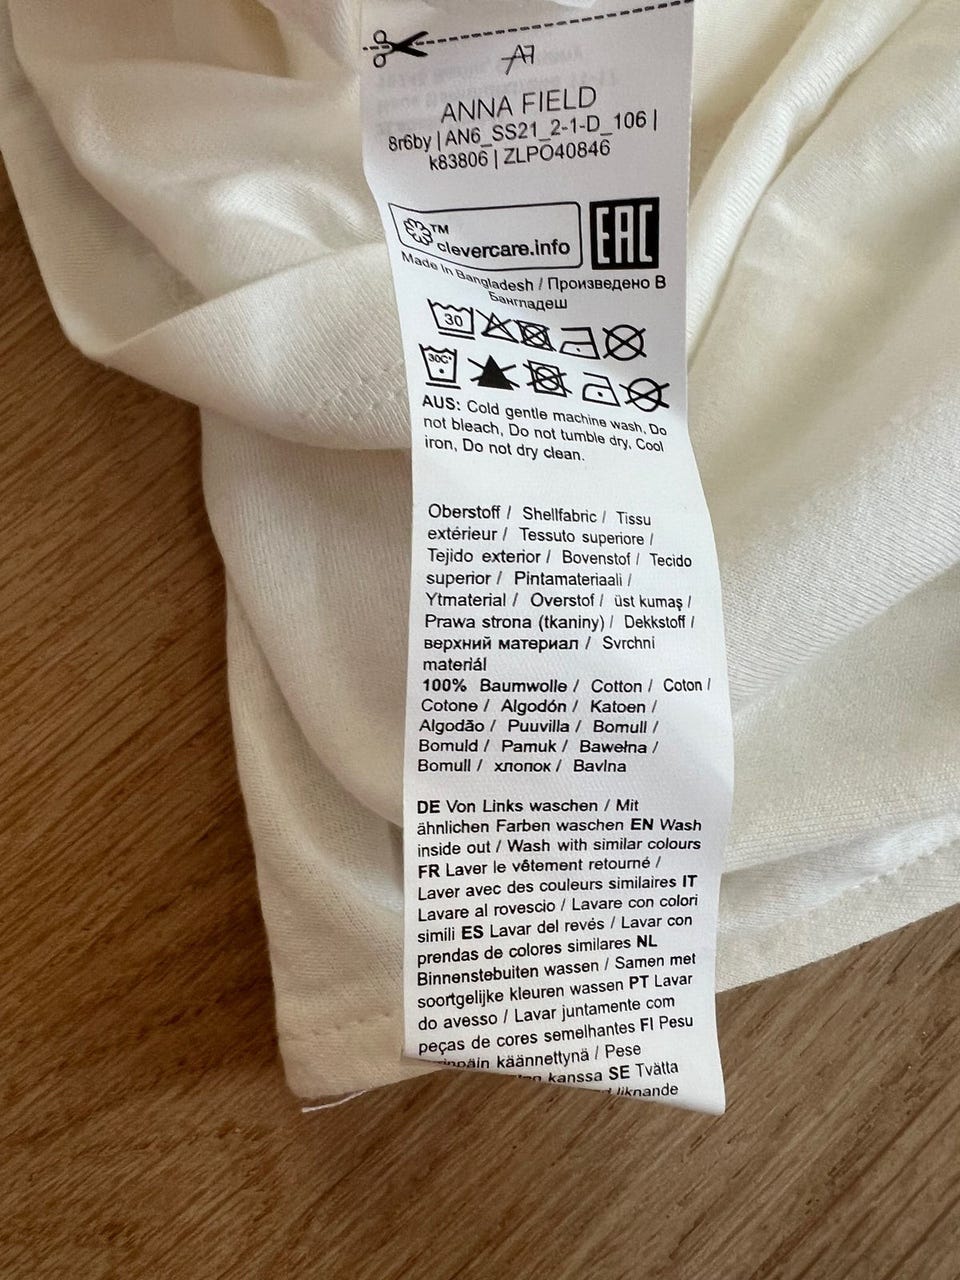 A7
ANNA FIELD
8r6by | AN6_SS21_2-1-D_106 |
k83806 | ZLPO40846
TM
clevercare.info
EAC
Made in Bangladesh / Произведено В
Бангладеш
30
30C°
AUS: Cold gentle machine wash, Do
not bleach, Do not tumble dry, Cool
iron, Do not dry clean.
Oberstoff / Shellfabric / Tissu
extérieur / Tessuto superiore /
Tejido exterior / Bovenstof / Tecido
superior / Pintamateriaali /
Ytmaterial / Overstof / üst kumaş /
Prawa strona (tkaniny) / Dekkstoff /
верхний материал / Svrchni
materiál
100% Baumwolle / Cotton / Coton /
Cotone / Algodón / Katoen /
Algodão / Puuvilla / Bomull /
Bomuld / Pamuk / Bawełna /
Bomull / хлопок / Bavlna
DE Von Links waschen / Mit
ähnlichen Farben waschen EN Wash
inside out / Wash with similar colours
FR Laver le vêtement retourné /
Laver avec des couleurs similaires IT
Lavare al rovescio / Lavare con colori
simili ES Lavar del revés / Lavar con
prendas de colores similares NL
Binnenstebuiten wassen / Samen met
soortgelijke kleuren wassen PT Lavar
do avesso / Lavar juntamente com
peças de cores semelhantes FI Pesu
käännettynä / Pese
kanssa SE Tvätta
liknande